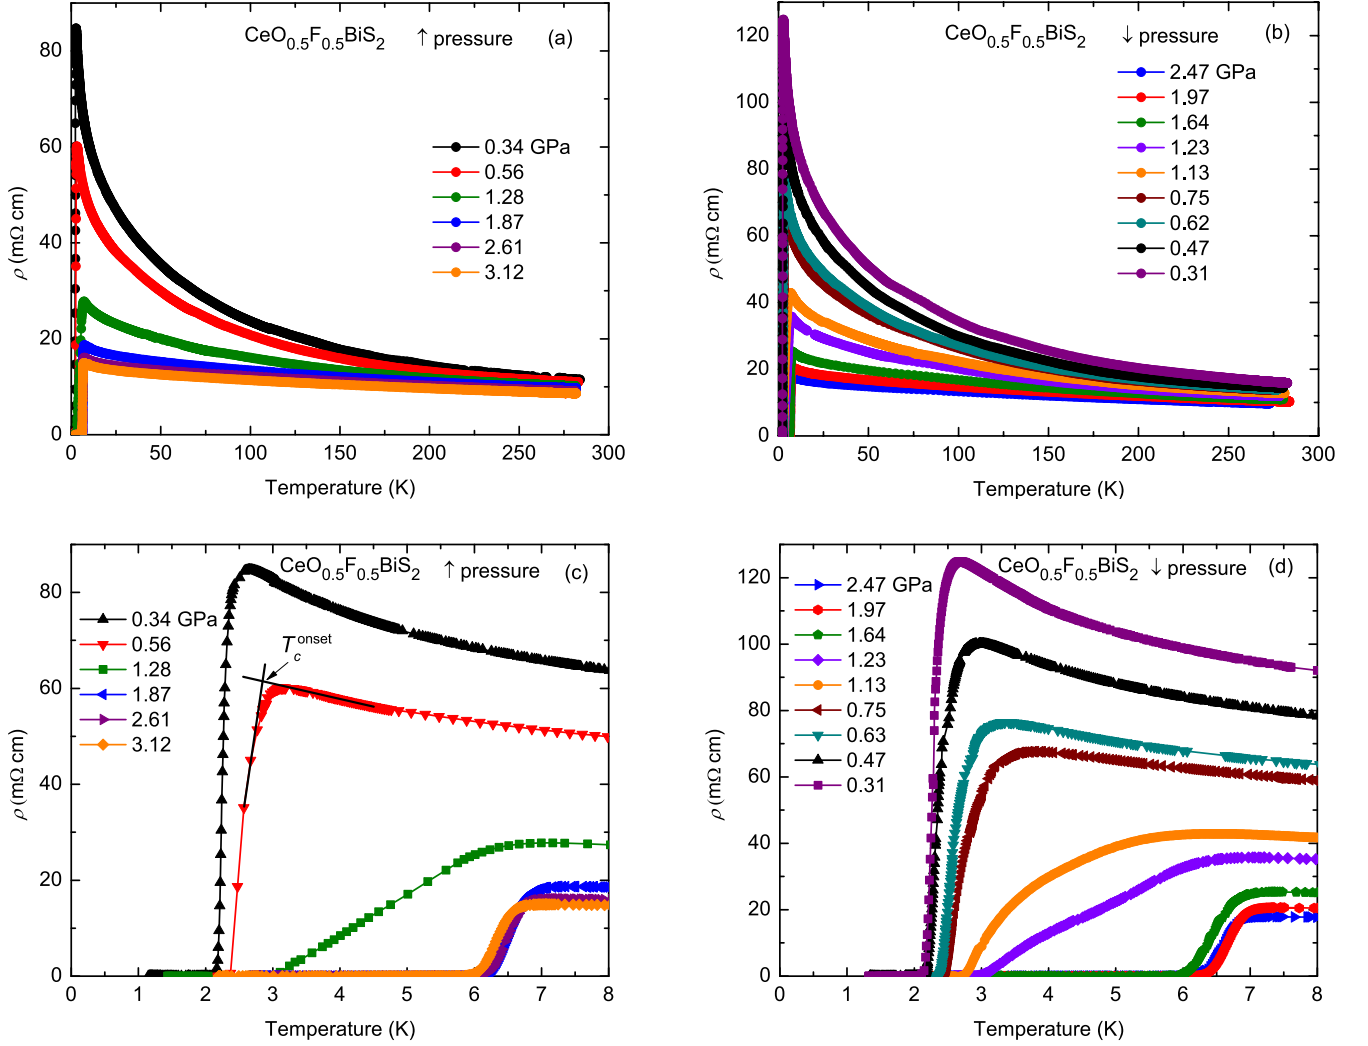 CeO0.5F0.5BiS2 ↑ pressure (a)
80
60
40
20
0
ρ (mΩ cm)
0.34 GPa
0.56
1.28
1.87
2.61
3.12
0 50 100 150 200 250 300
Temperature (K)
CeO0.5F0.5BiS2 ↓ pressure (b)
120
100
80
60
40
20
0
ρ (mΩ cm)
2.47 GPa
1.97
1.64
1.23
1.13
0.75
0.62
0.47
0.31
0 50 100 150 200 250 300
Temperature (K)
CeO0.5F0.5BiS2 ↑ pressure (c)
80
60
40
20
0
ρ (mΩ cm)
0.34 GPa
0.56
1.28
1.87
2.61
3.12
Tc onset
0 1 2 3 4 5 6 7 8
Temperature (K)
CeO0.5F0.5BiS2 ↓ pressure (d)
120
100
80
60
40
20
0
ρ (mΩ cm)
2.47 GPa
1.97
1.64
1.23
1.13
0.75
0.63
0.47
0.31
0 1 2 3 4 5 6 7 8
Temperature (K)